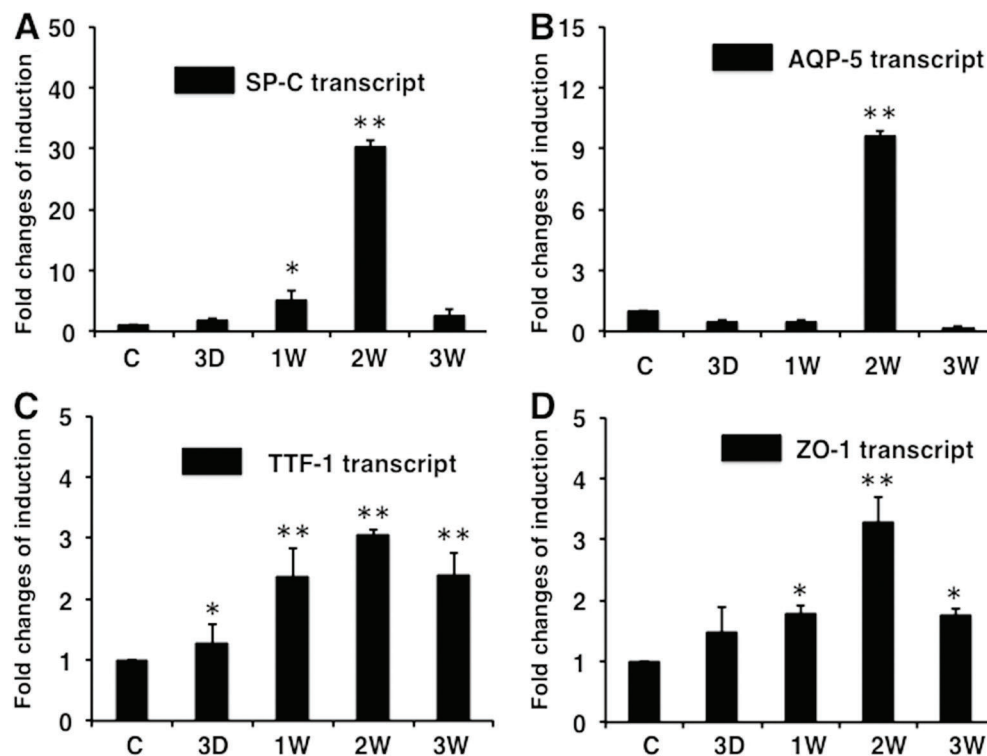 A
Fold changes of induction
50
40
30
20
10
0
SP-C transcript
*
**
C 3D 1W 2W 3W
B
Fold changes of induction
15
12
9
6
3
0
AQP-5 transcript
**
C 3D 1W 2W 3W
C
Fold changes of induction
5
4
3
2
1
0
TTF-1 transcript
*
**
**
**
C 3D 1W 2W 3W
D
Fold changes of induction
5
4
3
2
1
0
ZO-1 transcript
*
**
*
C 3D 1W 2W 3W